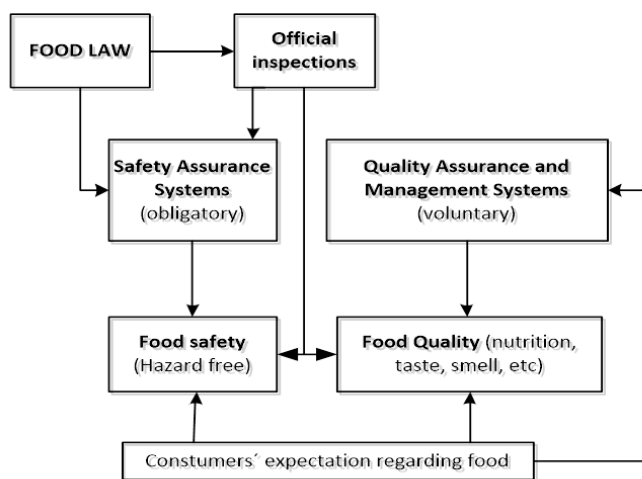 FOOD LAW
Official
inspections
Safety Assurance
Systems
(obligatory)
Quality Assurance and
Management Systems
(voluntary)
Food safety
(Hazard free)
Food Quality (nutrition,
taste, smell, etc)
Constumers´ expectation regarding food